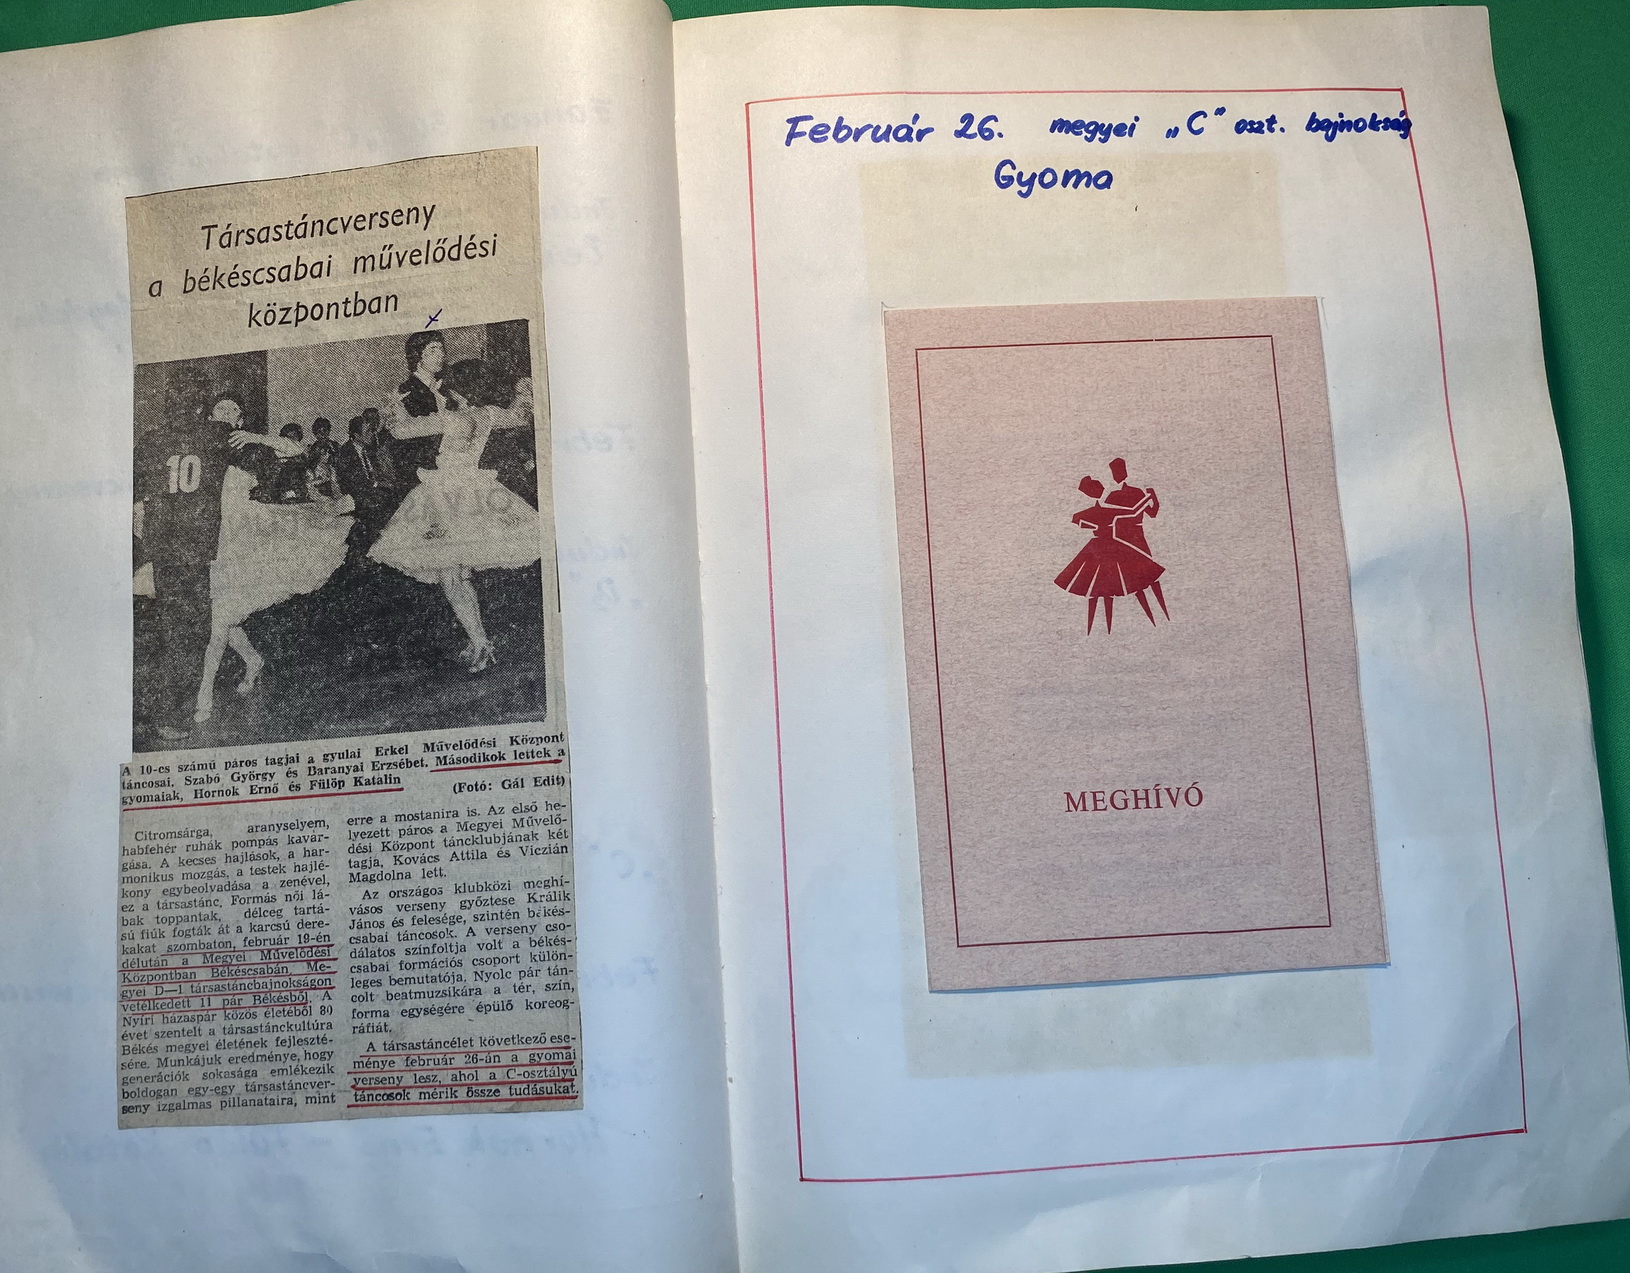 Társastáncverseny
a békéscsabai művelődési
központban
10
A 10-es számú páros tagjai a gyulai Erkel Művelődési Központ
táncosai, Szabó György és Baranyai Erzsébet. Másodikok lettek a
gyomaiak, Hornok Ernő és Fülöp Katalin
(Fotó: Gál Edit)
Citromsárga, aranyselyem,
habfehér ruhák pompás kavar-
gása. A kecses hajlások, a har-
monikus mozgás, a testek hajlé-
kony egybeolvadása a zenével,
ez a társastánc. Formás női lá-
bak toppantak, délceg tartá-
sú fiúk fogták át a karcsú dere-
kakat szombaton, február 19-én
délután a Megyei Művelődési
Központban Békéscsabán. Me-
gyei D—1 társastáncbajnokságon
vetélkedett 11 pár Békésből. A
Nyíri házaspár közös életéből 80
évet szentelt a társastánckultúra
Békés megyei életének fejleszté-
sére. Munkájuk eredménye, hogy
generációk sokasága emlékezik
boldogan egy-egy társastáncver-
seny izgalmas pillanataira, mint
erre a mostanira is. Az első he-
lyezett páros a Megyei Művelő-
dési Központ táncklubjának két
tagja, Kovács Attila és Viczián
Magdolna lett.
Az országos klubközi meghí-
vásos verseny győztese Králik
János és felesége, szintén békés-
csabai táncosok. A verseny cso-
dálatos színfoltja volt a békés-
csabai formációs csoport külön-
leges bemutatója. Nyolc pár tán-
colt beatmuzsikára a tér, szín,
forma egységére épülő koreog-
ráfiát.
A társastáncélet következő ese-
ménye február 26-án a gyomai
verseny lesz, ahol a C-osztályú
táncosok mérik össze tudásukat.
Február 26. megyei „C" oszt. bajnokság
Gyoma
MEGHÍVÓ